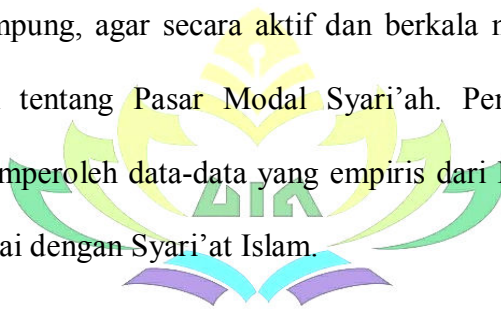 mpung, agar secara aktif dan berkala
tentang Pasar Modal Syari’ah.
mperoleh data-data yang empiris dari
ai dengan Syari’at Islam.